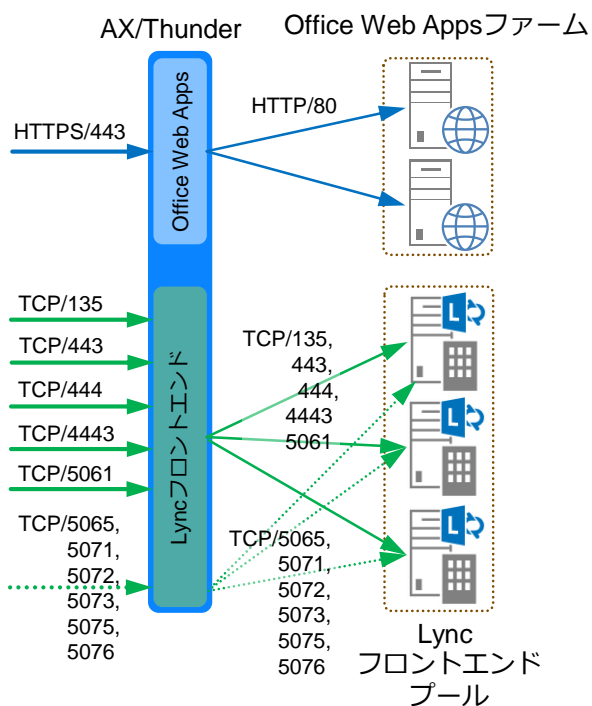 AX/Thunder
Office Web Appsファーム
HTTPS/443
Office Web Apps
HTTP/80
TCP/135
TCP/443
TCP/444
TCP/4443
TCP/5061
TCP/5065,
5071,
5072,
5073,
5075,
5076
Lyncフロントエンド
TCP/135,
443,
444,
4443
5061
TCP/5065,
5071,
5072,
5073,
5075,
5076
L
L
L
Lync
フロントエンド
プール